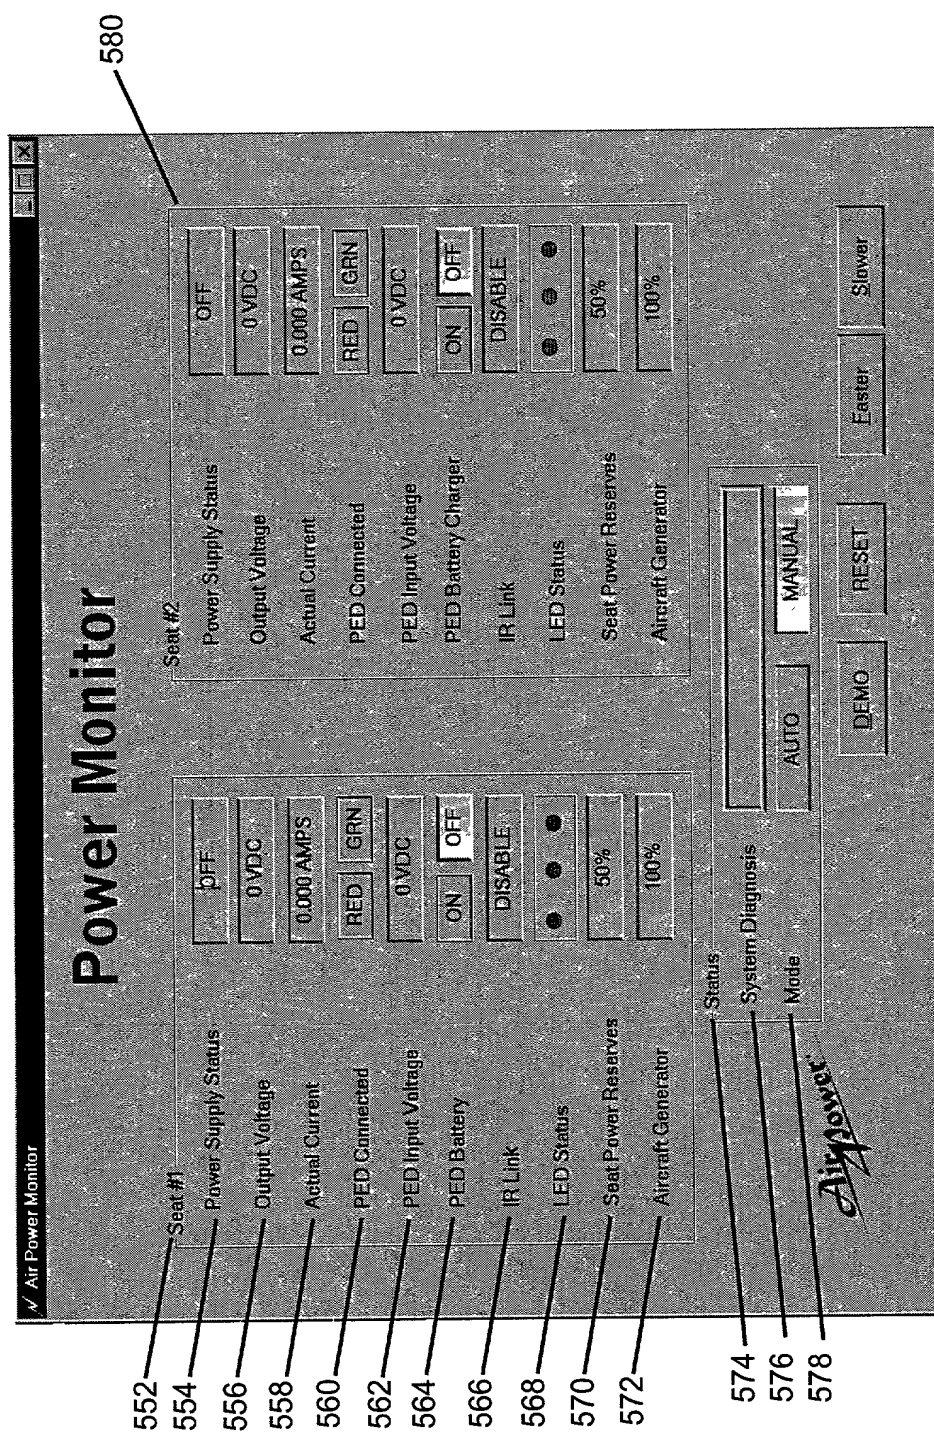 √ Air Power Monitor
Power Monitor
552
Seat #1
554
Power Supply Status
OFF
556
Output Voltage
0 VDC
558
Actual Current
0.000 AMPS
560
PED Connected
RED GRN
562
PED Input Voltage
0 VDC
564
PED Battery
ON OFF
566
IR Link
DISABLE
568
LED Status
570
Seat Power Reserves
50%
572
Aircraft Generator
100%
580
Seat #2
Power Supply Status
OFF
Output Voltage
0 VDC
Actual Current
0.000 AMPS
PED Connected
RED GRN
PED Input Voltage
0 VDC
PED Battery Charger
ON OFF
IR Link
DISABLE
LED Status
Seat Power Reserves
50%
Aircraft Generator
100%
574
Status
576
System Diagnosis
578
Mode
AUTO MANUAL
Airpower
DEMO RESET Faster Slower